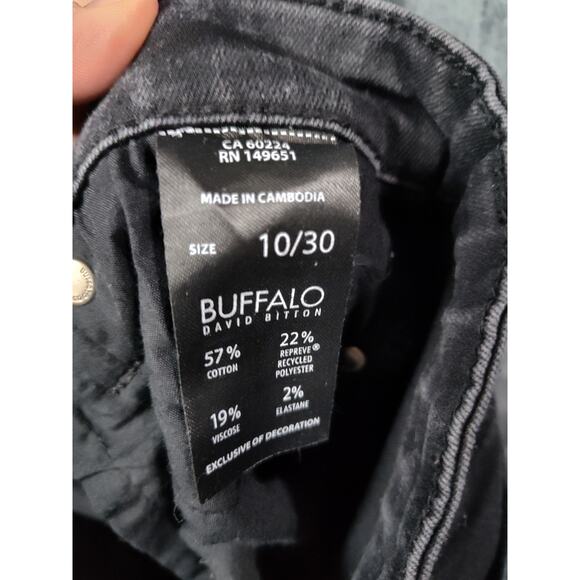 CA 60224
RN 149651
MADE IN CAMBODIA
SIZE 10/30
BUFFALO
DAVID BITTON
57% 22%
COTTON REPREVE® RECYCLED POLYESTER
19% 2%
VISCOSE ELASTANE
EXCLUSIVE OF DECORATION